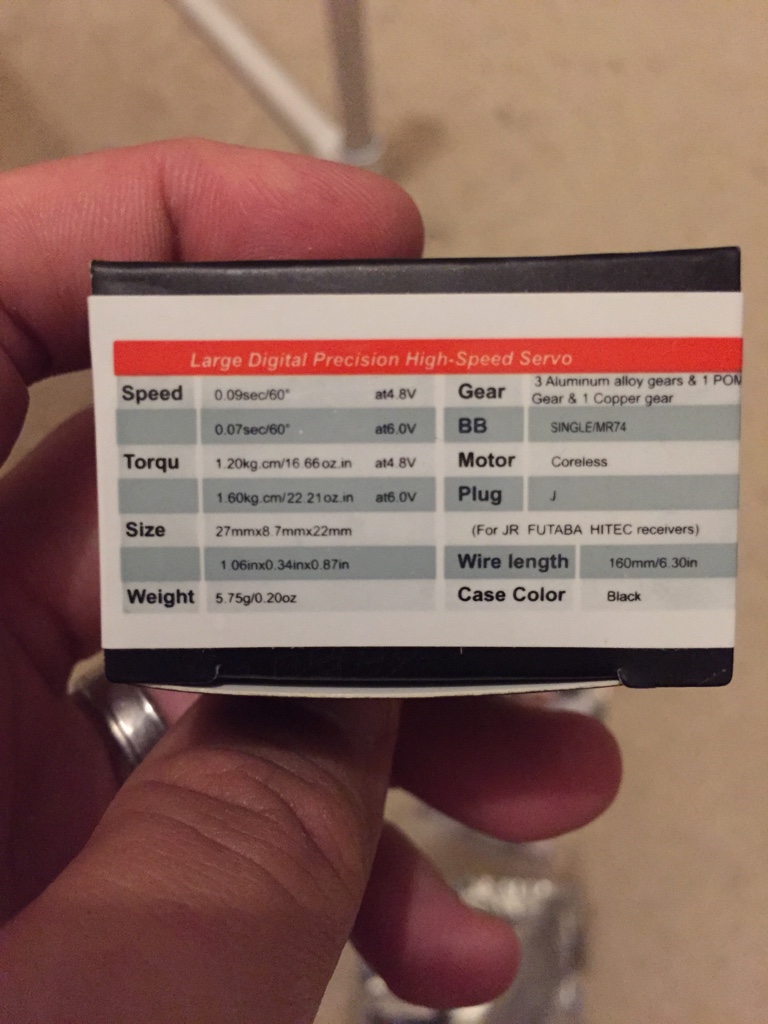 Large Digital Precision High-Speed Servo
Speed 0.09sec/60° at4.8V
0.07sec/60° at6.0V
Torqu 1.20kg.cm/16.66oz.in at4.8V
1.60kg.cm/22.21oz.in at6.0V
Size 27mmx8.7mmx22mm
1.06inx0.34inx0.87in
Weight 5.75g/0.20oz
Gear 3 Aluminum alloy gears & 1 POM
Gear & 1 Copper gear
BB SINGLE/MR74
Motor Coreless
Plug J
(For JR FUTABA HITEC receivers)
Wire length 160mm/6.30in
Case Color Black